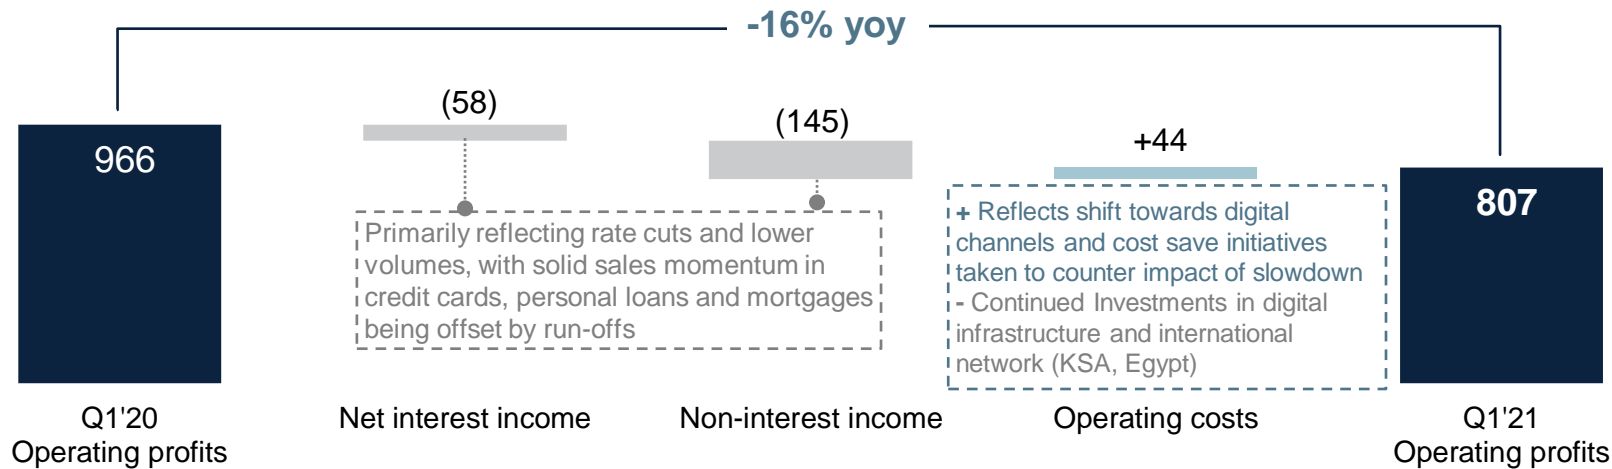 -16% yoy
966
(58)
(145)
+44
807
Primarily reflecting rate cuts and lower
volumes, with solid sales momentum in
credit cards, personal loans and mortgages
being offset by run-offs
+ Reflects shift towards digital
channels and cost save initiatives
taken to counter impact of slowdown
- Continued Investments in digital
infrastructure and international
network (KSA, Egypt)
Q1'20
Operating profits
Net interest income
Non-interest income
Operating costs
Q1'21
Operating profits